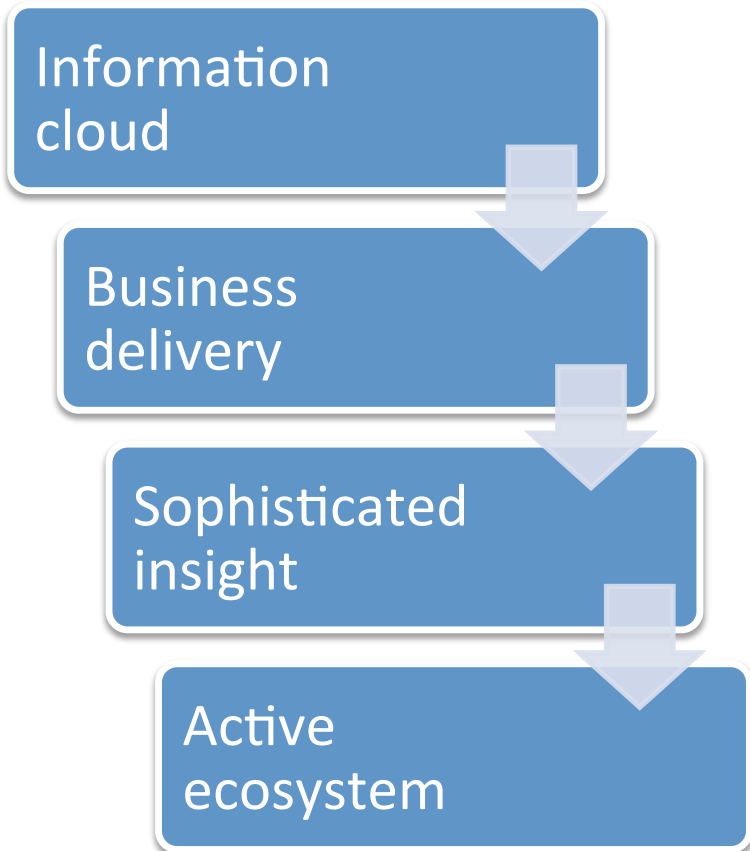 Information
cloud
Business
delivery
Sophisticated
insight
Active
ecosystem